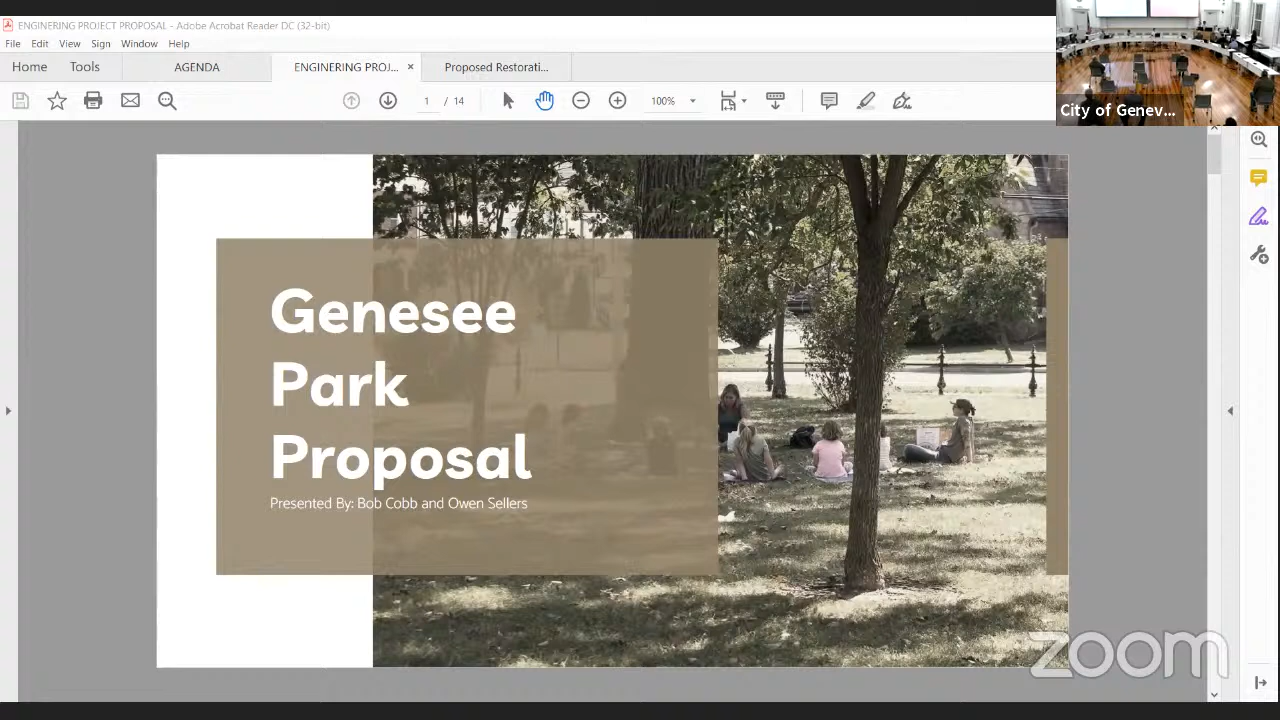 ENGINERING PROJECT PROPOSAL - Adobe Acrobat Reader DC (32-bit)
File Edit View Sign Window Help
Home Tools AGENDA ENGINERING PROJ... × Proposed Restorati...
1 / 14 100%
City of Genev...
Genesee
Park
Proposal
Presented By: Bob Cobb and Owen Sellers
zoom